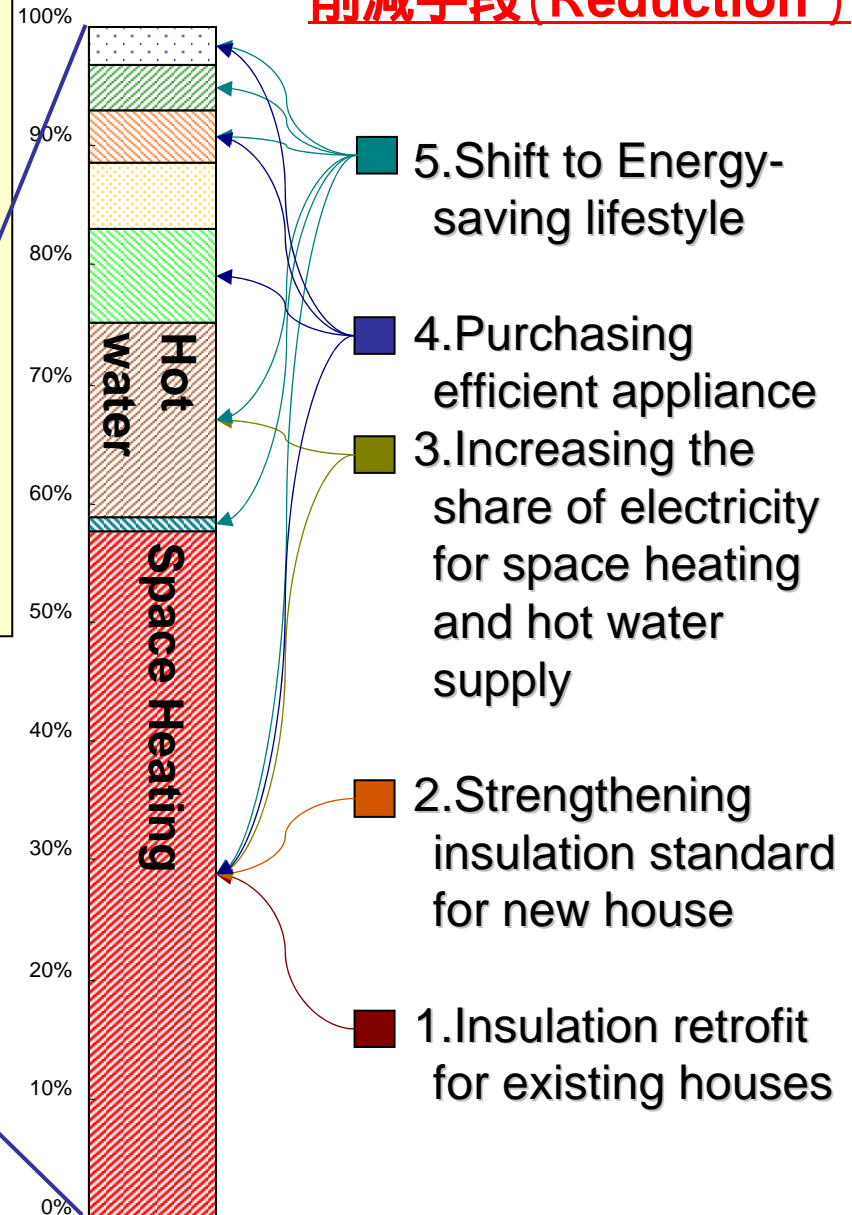 削減手段(Reduction )
100%
90%
80%
70%
60%
50%
40%
30%
20%
10%
0%
Hot
water
Space Heating
5.Shift to Energy-
saving lifestyle
4.Purchasing
efficient appliance
3.Increasing the
share of electricity
for space heating
and hot water
supply
2.Strengthening
insulation standard
for new house
1.Insulation retrofit
for existing houses